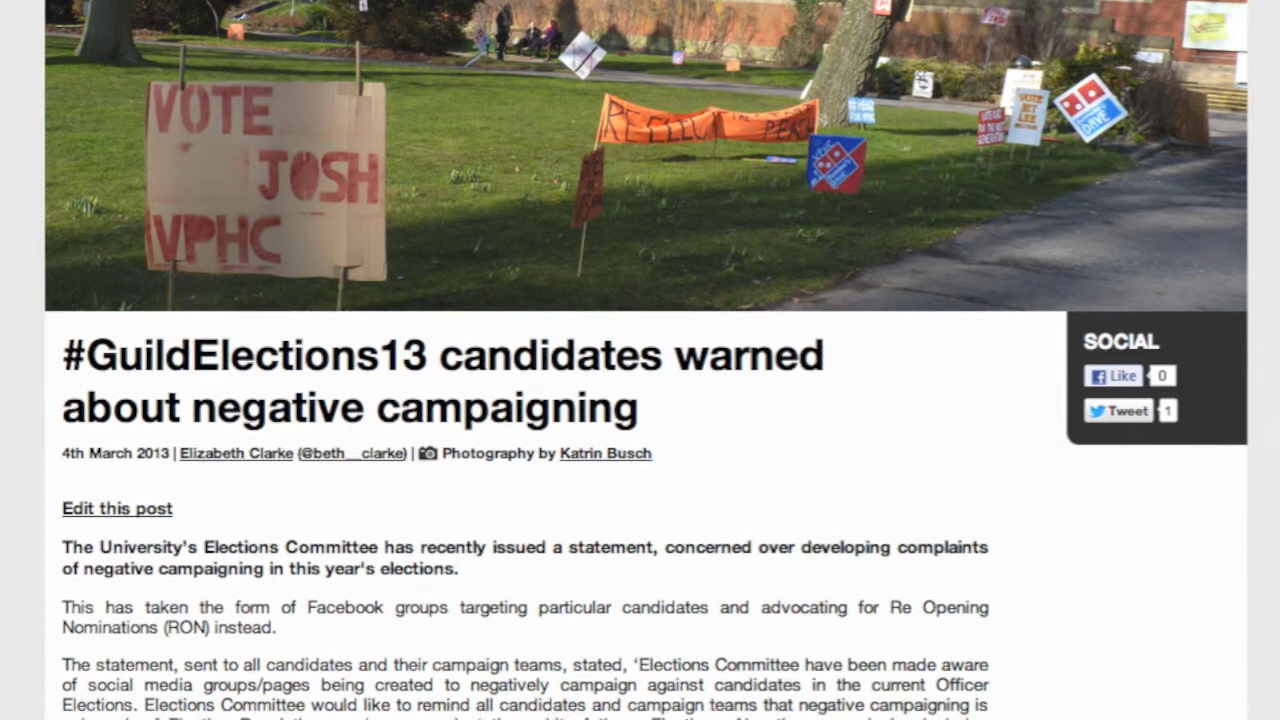 VOTE
JOSH
VPHC
REFLECT
PERCH
VPHC
DAVE
#GuildElections13 candidates warned
about negative campaigning
SOCIAL
Like 0
Tweet 1
4th March 2013 | Elizabeth Clarke (@beth__clarke) | Photography by Katrin Busch
Edit this post
The University's Elections Committee has recently issued a statement, concerned over developing complaints
of negative campaigning in this year's elections.
This has taken the form of Facebook groups targeting particular candidates and advocating for Re Opening
Nominations (RON) instead.
The statement, sent to all candidates and their campaign teams, stated, ‘Elections Committee have been made aware
of social media groups/pages being created to negatively campaign against candidates in the current Officer
Elections. Elections Committee would like to remind all candidates and campaign teams that negative campaigning is